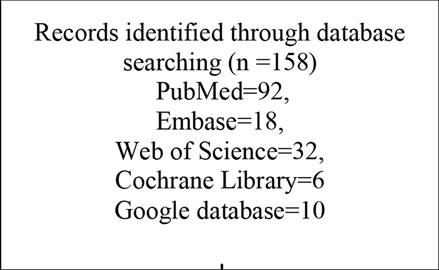 Records identified through database
searching (n =158)
PubMed=92,
Embase=18,
Web of Science=32,
Cochrane Library=6
Google database=10